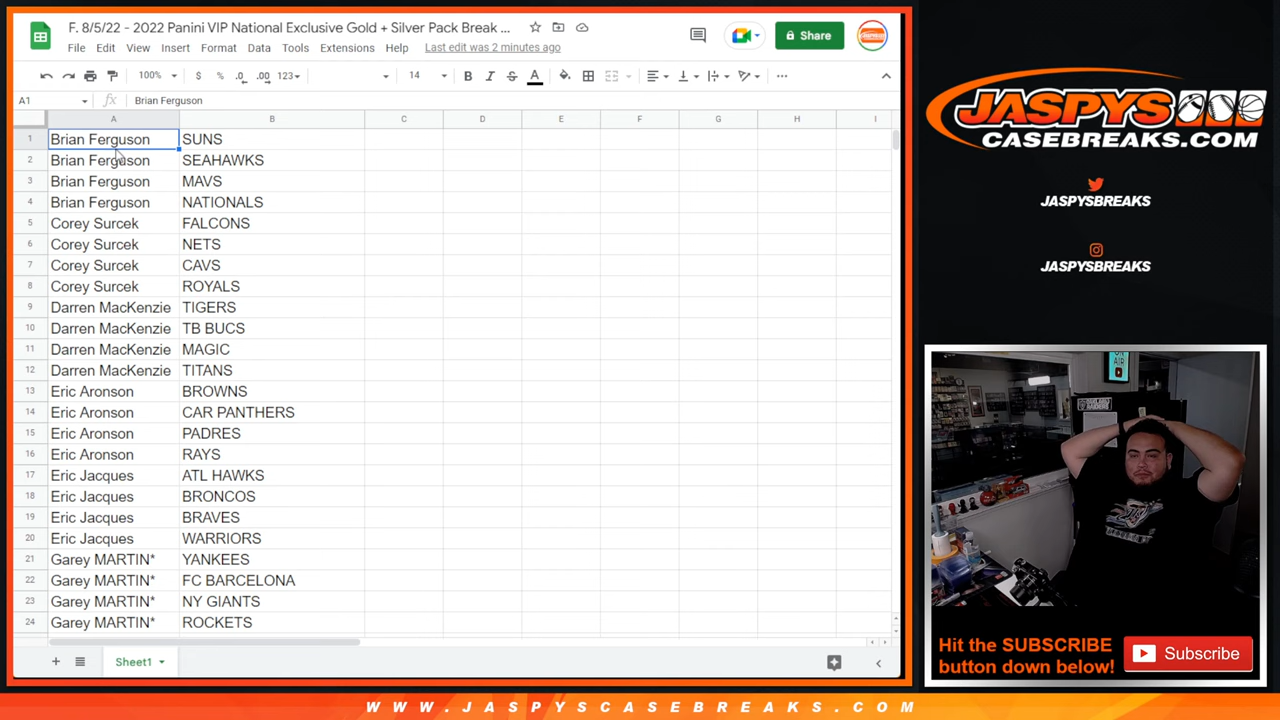 F. 8/5/22 - 2022 Panini VIP National Exclusive Gold + Silver Pack Break ...
File Edit View Insert Format Data Tools Extensions Help Last edit was 2 minutes ago
Share
100% $ % .0 .00 123 14 B I S A
A1 fx Brian Ferguson
A B C D E F G H I
1 Brian Ferguson SUNS
2 Brian Ferguson SEAHAWKS
3 Brian Ferguson MAVS
4 Brian Ferguson NATIONALS
5 Corey Surcek FALCONS
6 Corey Surcek NETS
7 Corey Surcek CAVS
8 Corey Surcek ROYALS
9 Darren MacKenzie TIGERS
10 Darren MacKenzie TB BUCS
11 Darren MacKenzie MAGIC
12 Darren MacKenzie TITANS
13 Eric Aronson BROWNS
14 Eric Aronson CAR PANTHERS
15 Eric Aronson PADRES
16 Eric Aronson RAYS
17 Eric Jacques ATL HAWKS
18 Eric Jacques BRONCOS
19 Eric Jacques BRAVES
20 Eric Jacques WARRIORS
21 Garey MARTIN* YANKEES
22 Garey MARTIN* FC BARCELONA
23 Garey MARTIN* NY GIANTS
24 Garey MARTIN* ROCKETS
Sheet1
JASPYS
CASEBREAKS.COM
JASPYSBREAKS
JASPYSBREAKS
ON AIR
Hit the SUBSCRIBE
button down below!
Subscribe
WWW.JASPYSCASEBREAKS.COM